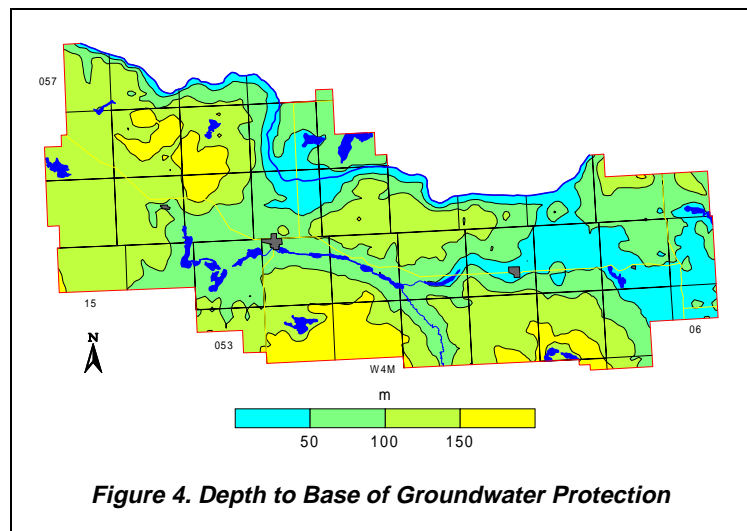 057
15
053
W4M
06
N
m
50 100 150
Figure 4. Depth to Base of Groundwater Protection